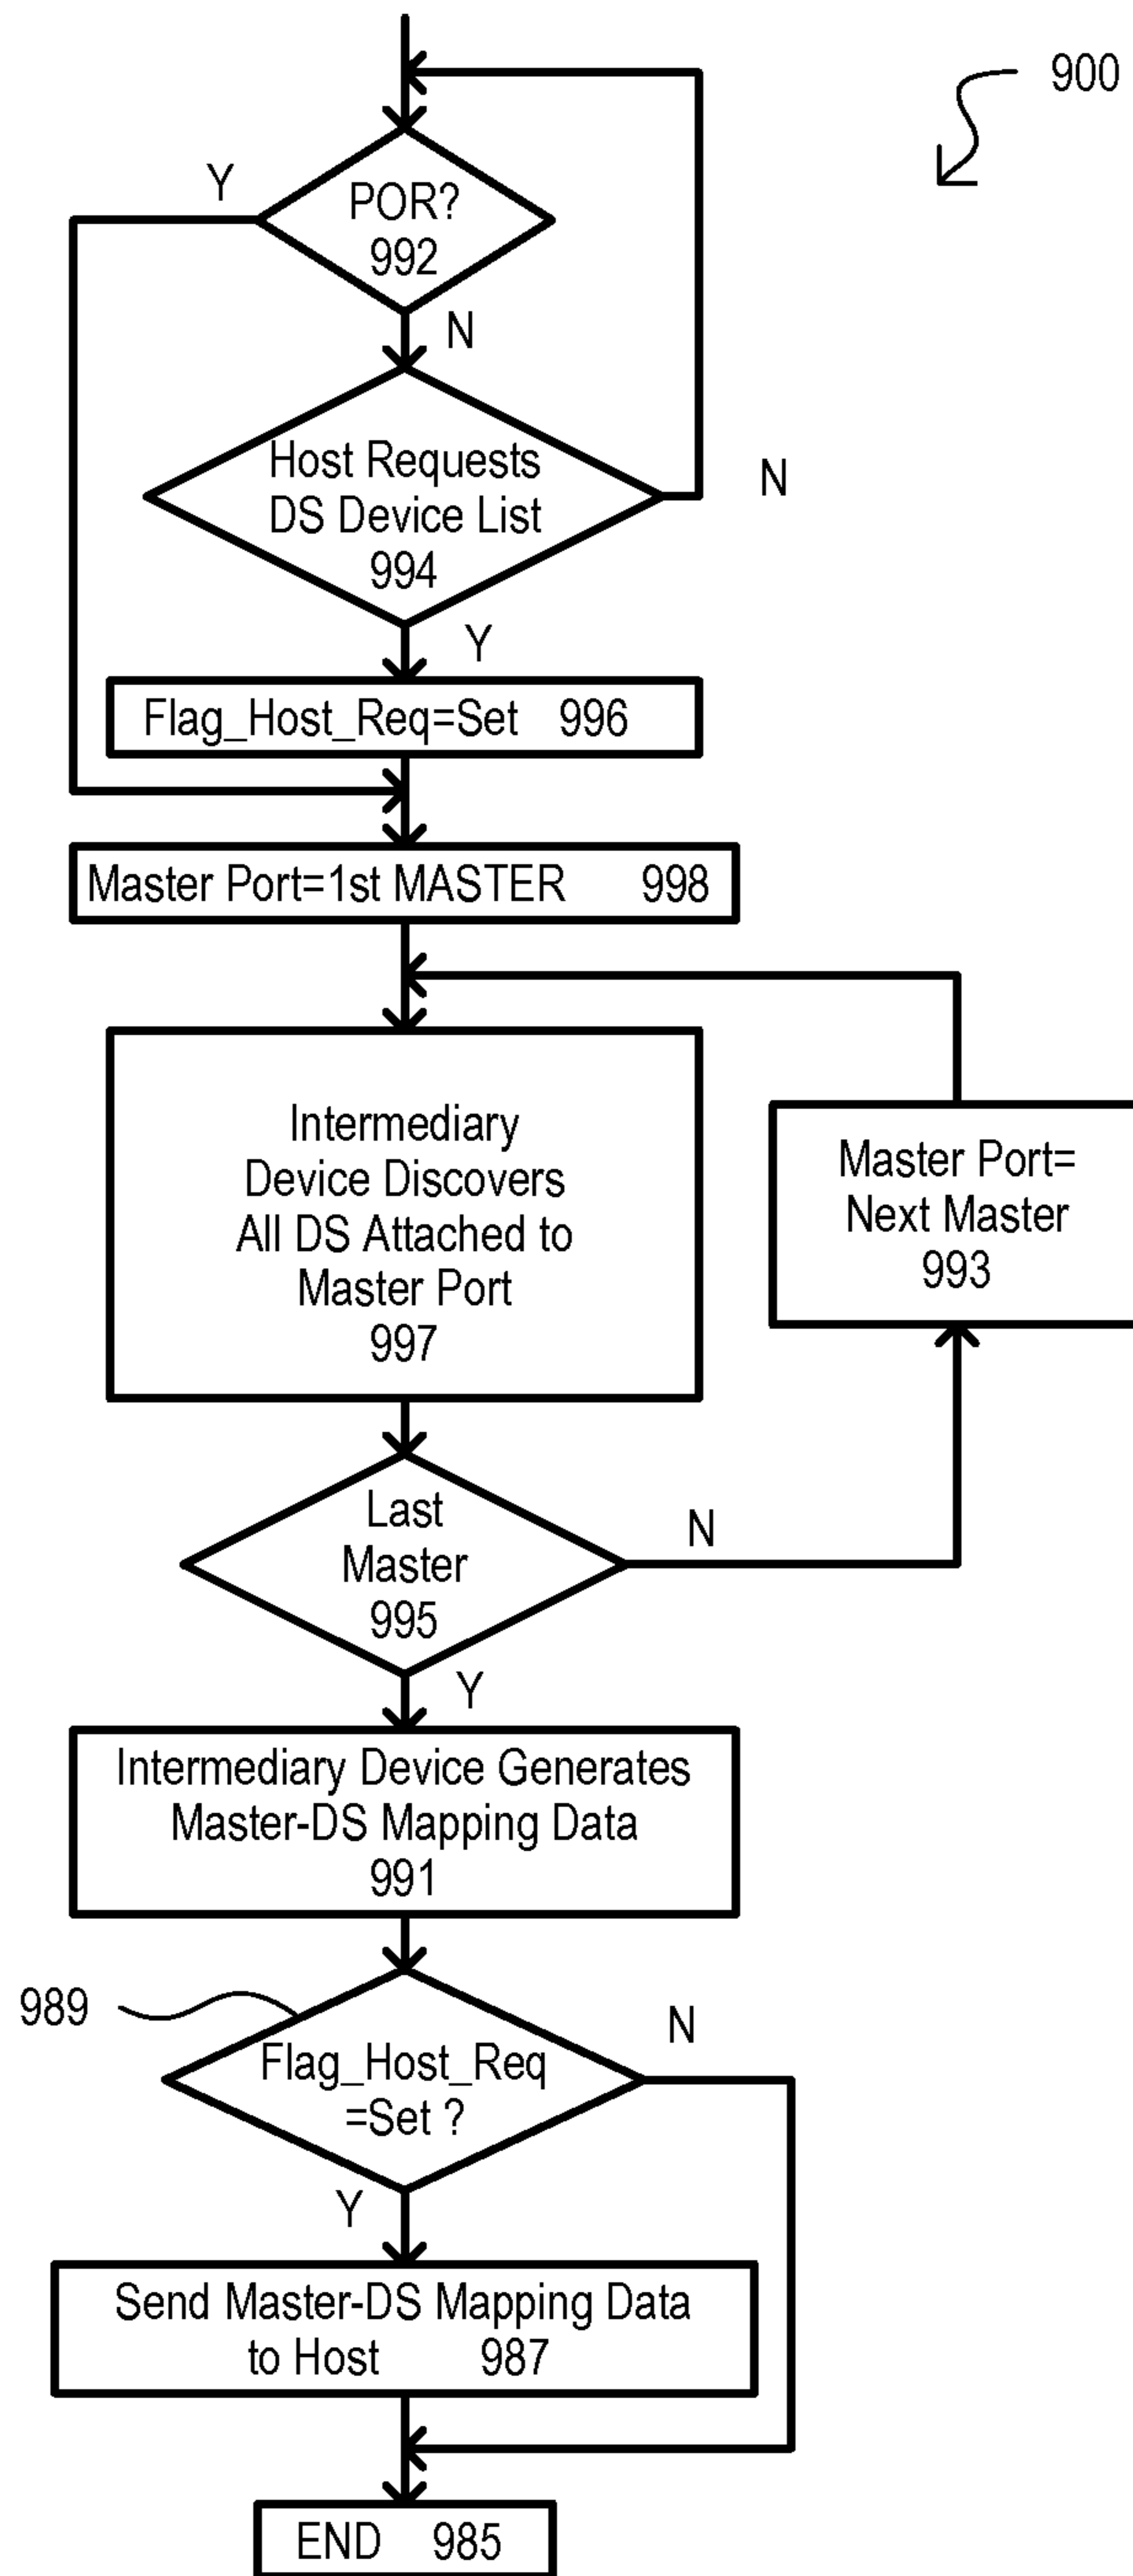 900
Y
POR?
992
N
Host Requests
DS Device List
994
N
Y
Flag_Host_Req=Set 996
Master Port=1st MASTER 998
Intermediary
Device Discovers
All DS Attached to
Master Port
997
Master Port=
Next Master
993
Last
Master
995
N
Y
Intermediary Device Generates
Master-DS Mapping Data
991
989
N
Flag_Host_Req
=Set ?
Y
Send Master-DS Mapping Data
to Host 987
END 985